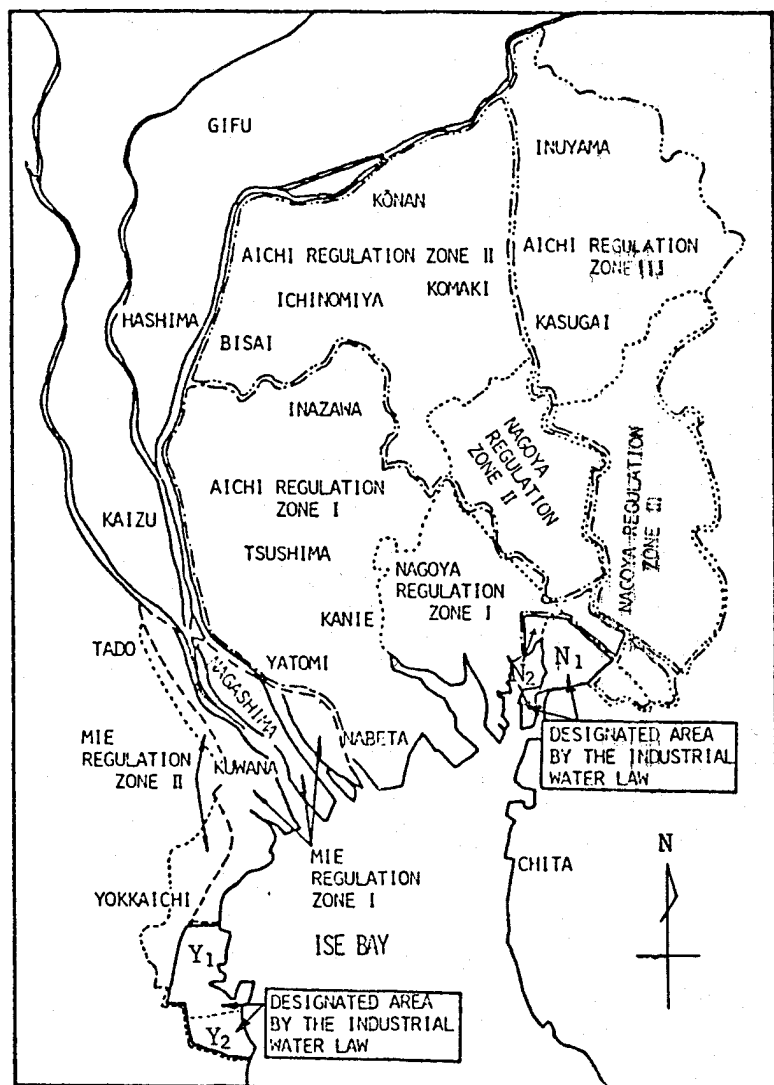 GIFU
INUYAMA
KŌNAN
AICHI REGULATION ZONE II
AICHI REGULATION
ZONE III
ICHINOMIYA
KOMAKI
HASHIMA
KASUGAI
BISAI
INAZAWA
NAGOYA
REGULATION
ZONE II
AICHI REGULATION
ZONE I
NAGOYA REGULATION
ZONE III
KAIZU
TSUSHIMA
NAGOYA
REGULATION
ZONE I
KANIE
TADO
YATOMI
NAGASHIMA
N2
N1
NABETA
DESIGNATED AREA
BY THE INDUSTRIAL
WATER LAW
MIE
REGULATION
ZONE II
KUWANA
MIE
REGULATION
ZONE I
CHITA
N
YOKKAICHI
ISE BAY
Y1
DESIGNATED AREA
BY THE INDUSTRIAL
WATER LAW
Y2